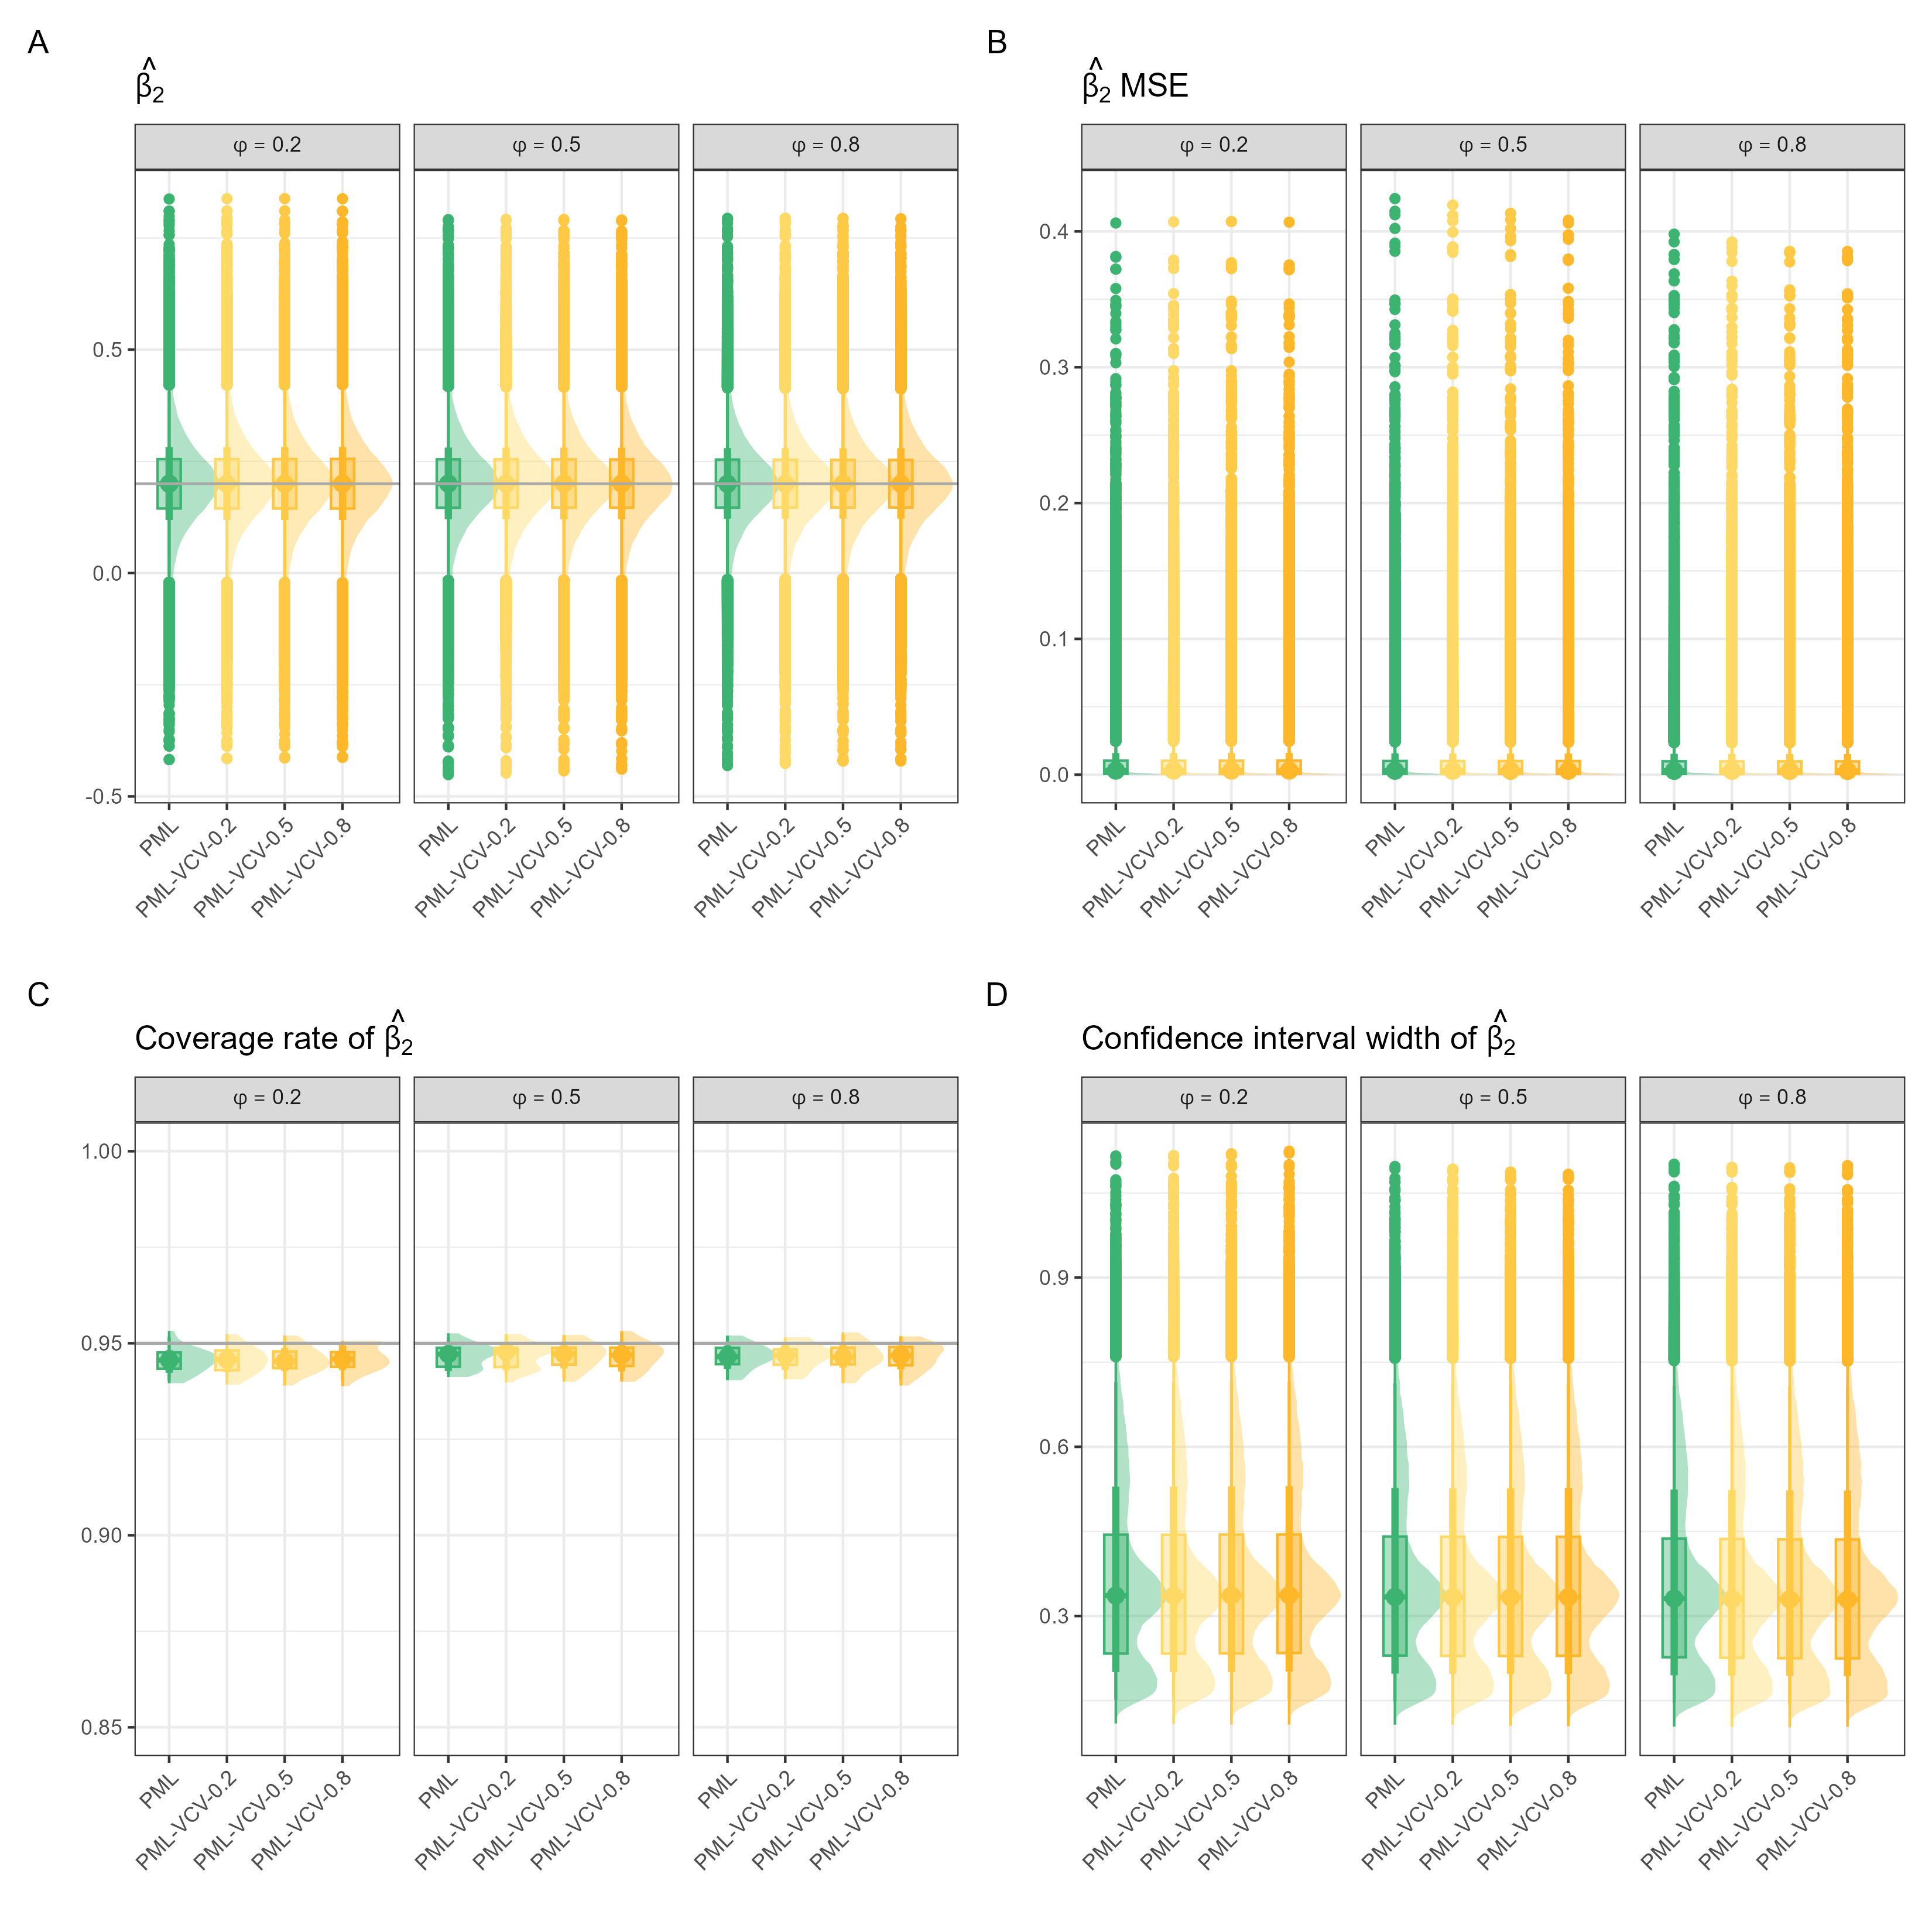 A
β̂₂
φ = 0.2 φ = 0.5 φ = 0.8
0.5
0.0
-0.5
PML PML-VCV-0.2 PML-VCV-0.5 PML-VCV-0.8 PML PML-VCV-0.2 PML-VCV-0.5 PML-VCV-0.8 PML PML-VCV-0.2 PML-VCV-0.5 PML-VCV-0.8
B
β̂₂ MSE
φ = 0.2 φ = 0.5 φ = 0.8
0.4
0.3
0.2
0.1
0.0
PML PML-VCV-0.2 PML-VCV-0.5 PML-VCV-0.8 PML PML-VCV-0.2 PML-VCV-0.5 PML-VCV-0.8 PML PML-VCV-0.2 PML-VCV-0.5 PML-VCV-0.8
C
Coverage rate of β̂₂
φ = 0.2 φ = 0.5 φ = 0.8
1.00
0.95
0.90
0.85
PML PML-VCV-0.2 PML-VCV-0.5 PML-VCV-0.8 PML PML-VCV-0.2 PML-VCV-0.5 PML-VCV-0.8 PML PML-VCV-0.2 PML-VCV-0.5 PML-VCV-0.8
D
Confidence interval width of β̂₂
φ = 0.2 φ = 0.5 φ = 0.8
0.9
0.6
0.3
PML PML-VCV-0.2 PML-VCV-0.5 PML-VCV-0.8 PML PML-VCV-0.2 PML-VCV-0.5 PML-VCV-0.8 PML PML-VCV-0.2 PML-VCV-0.5 PML-VCV-0.8